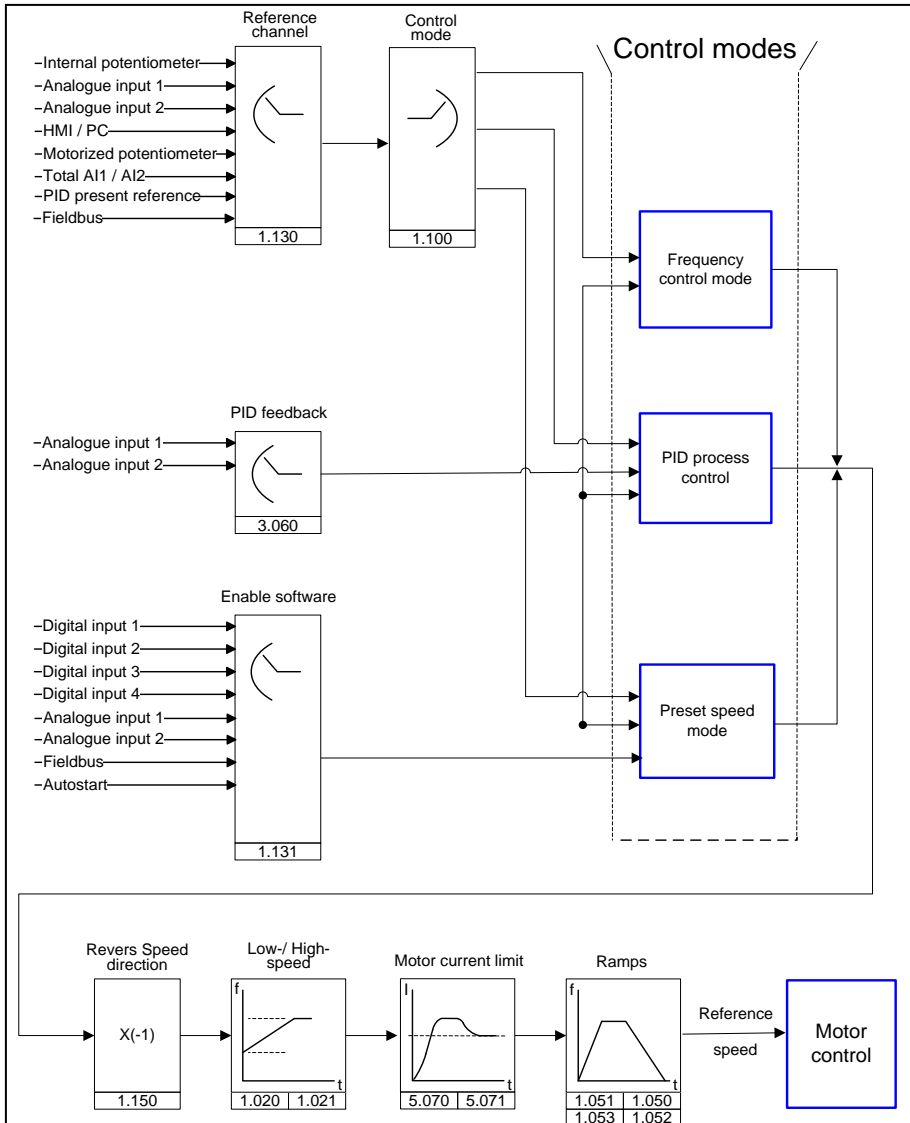 Reference
channel
Control
mode
Control modes
Internal potentiometer
Analogue input 1
Analogue input 2
HMI / PC
Motorized potentiometer
Total AI1 / AI2
PID present reference
Fieldbus
1.130
1.100
Frequency
control mode
PID feedback
Analogue input 1
Analogue input 2
3.060
PID process
control
Enable software
Digital input 1
Digital input 2
Digital input 3
Digital input 4
Analogue input 1
Analogue input 2
Fieldbus
Autostart
1.131
Preset speed
mode
Revers Speed
direction
X(-1)
1.150
Low-/ High-
speed
f
t
1.020 1.021
Motor current limit
I
t
5.070 5.071
Ramps
f
t
1.051 1.050
1.053 1.052
Reference
speed
Motor
control